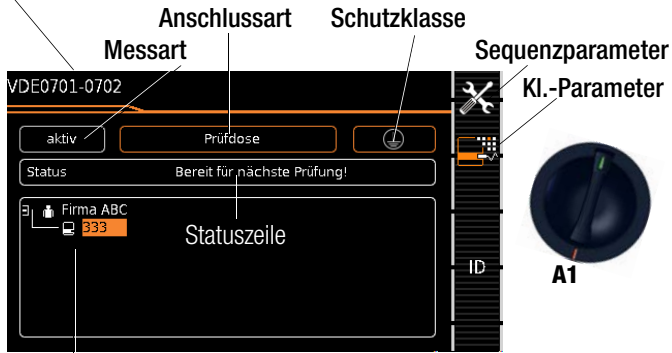 Anschlussart
Schutzklasse
Messart
Sequenzparameter
VDE0701-0702
Kl.-Parameter
aktiv
Prüfdose
Status
Bereit für nächste Prüfung!
Firma ABC
333
Statuszeile
ID
A1